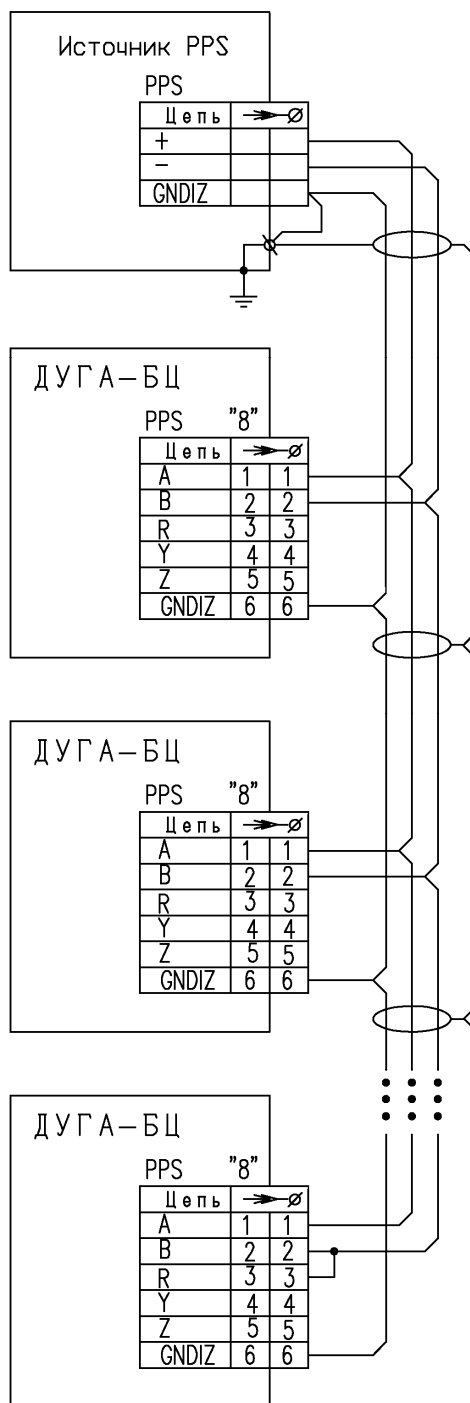 Источник PPS
PPS
Цепь
+
−
GNDIZ
ДУГА−БЦ
PPS "8"
Цепь
A 1 1
B 2 2
R 3 3
Y 4 4
Z 5 5
GNDIZ 6 6
ДУГА−БЦ
PPS "8"
Цепь
A 1 1
B 2 2
R 3 3
Y 4 4
Z 5 5
GNDIZ 6 6
ДУГА−БЦ
PPS "8"
Цепь
A 1 1
B 2 2
R 3 3
Y 4 4
Z 5 5
GNDIZ 6 6